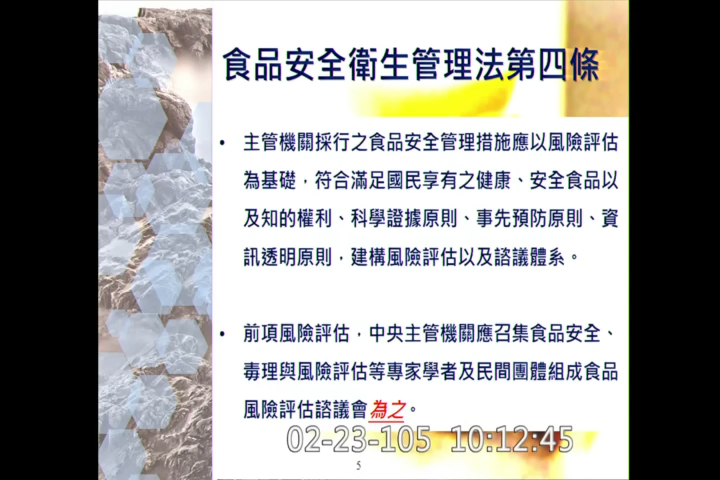 食品安全衛生管理法第四條
• 主管機關採行之食品安全管理措施應以風險評估
為基礎，符合滿足國民享有之健康、安全食品以
及知的權利、科學證據原則、事先預防原則、資
訊透明原則，建構風險評估以及諮議體系。
• 前項風險評估，中央主管機關應召集食品安全、
毒理與風險評估等專家學者及民間團體組成食品
風險評估諮議會為之。
02-23-105 10:12:45
5